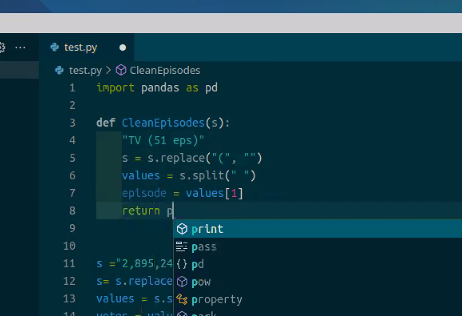 test.py
test.py > CleanEpisodes
1 import pandas as pd
2
3 def CleanEpisodes(s):
4 "TV (51 eps)"
5 s = s.replace("(", "")
6 values = s.split(" ")
7 episode = values[1]
8 return p
9 print
10 pass
11 s ="2,895,24 pd
12 s= s.replace pow
13 values = s.s property
14